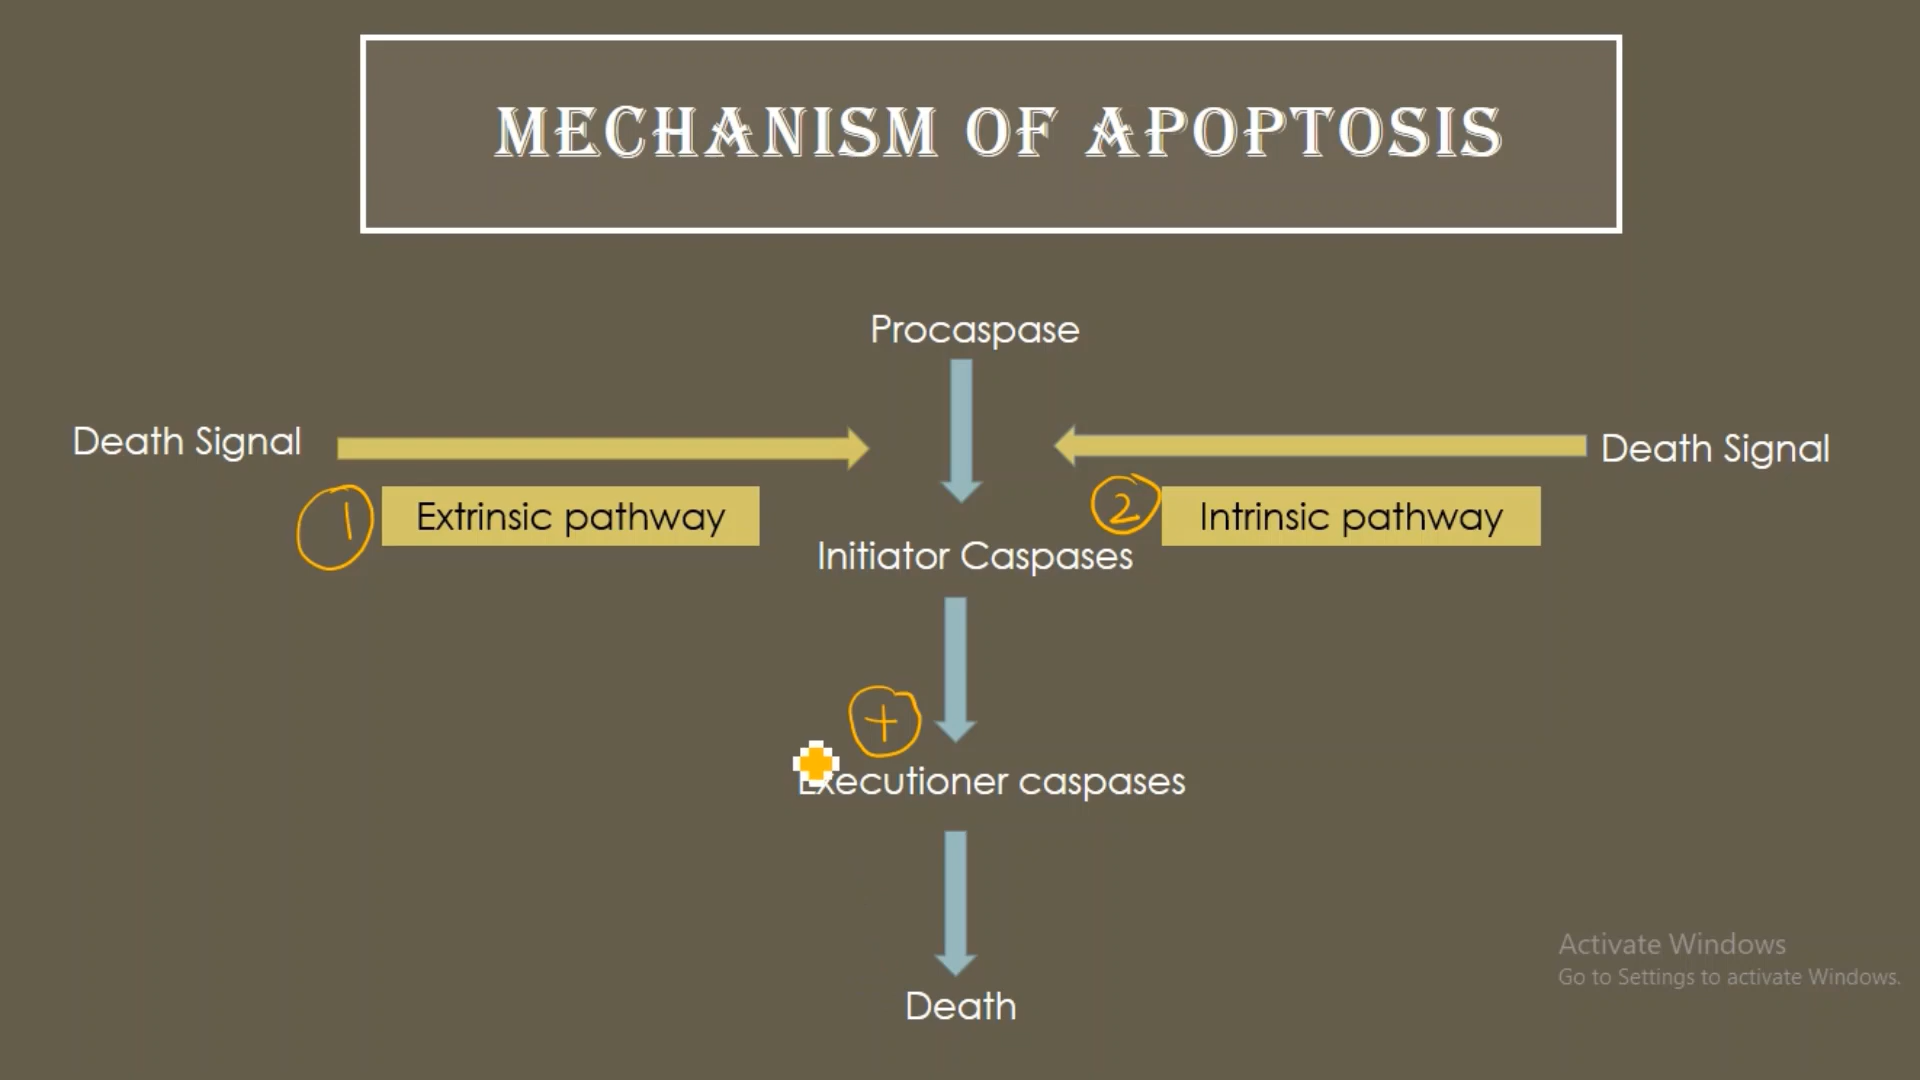 MECHANISM OF APOPTOSIS
Procaspase
Death Signal
Death Signal
1
Extrinsic pathway
2
Intrinsic pathway
Initiator Caspases
+
Executioner caspases
Death
Activate Windows
Go to Settings to activate Windows.